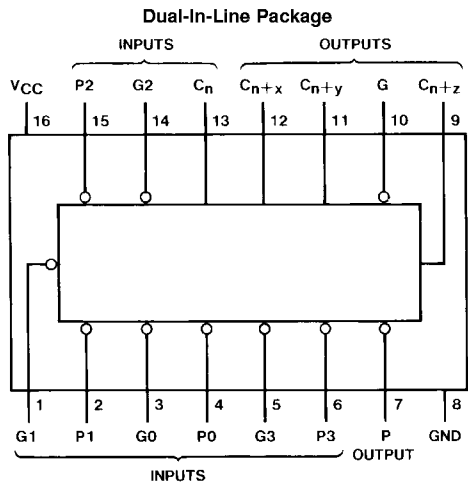 Dual-In-Line Package
INPUTS OUTPUTS
VCC P2 G2 Cn Cn+x Cn+y G Cn+z
16 15 14 13 12 11 10 9
1 2 3 4 5 6 7 8
G1 P1 G0 P0 G3 P3 P GND
INPUTS OUTPUT